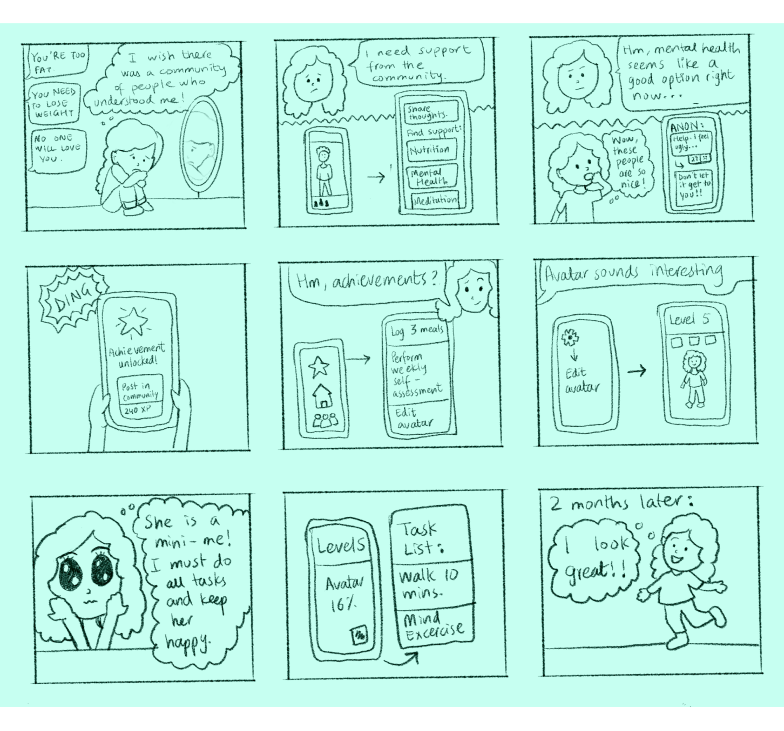 YOU'RE TOO
FAT
YOU NEED
TO LOSE
WEIGHT
NO ONE
WILL LOVE
YOU.
I wish there
was a community
of people who
understood me!
I need support
from the
community.
Share
thoughts.
Find support:
Nutrition
Mental
Health
Meditation
Hm, mental health
seems like a
good option right
now...
Wow,
these
people
are so
nice!
ANON:
Help. I feel
ugly...
Don't let
it get to
you!!
DING
Achievement
unlocked!
Post in
community
240 XP
Hm, achievements?
Log 3 meals
Perform
weekly
self-
assessment
Edit
avatar
Avatar sounds interesting
Edit
avatar
Level 5
She is a
mini-me!
I must do
all tasks
and keep
her
happy.
Level 5
Avatar
16%
Task
List:
Walk 10
mins.
Mind
Excercise
2 months later:
I look
great!!